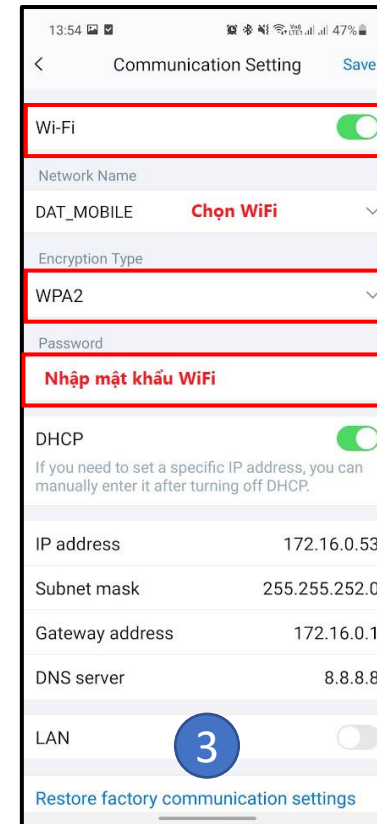 13:54 47%
Communication Setting Save
Wi-Fi
Network Name
DAT_MOBILE Chọn WiFi
Encryption Type
WPA2
Password
Nhập mật khẩu WiFi
DHCP
If you need to set a specific IP address, you can
manually enter it after turning off DHCP.
IP address 172.16.0.53
Subnet mask 255.255.252.0
Gateway address 172.16.0.1
DNS server 8.8.8.8
LAN
3
Restore factory communication settings